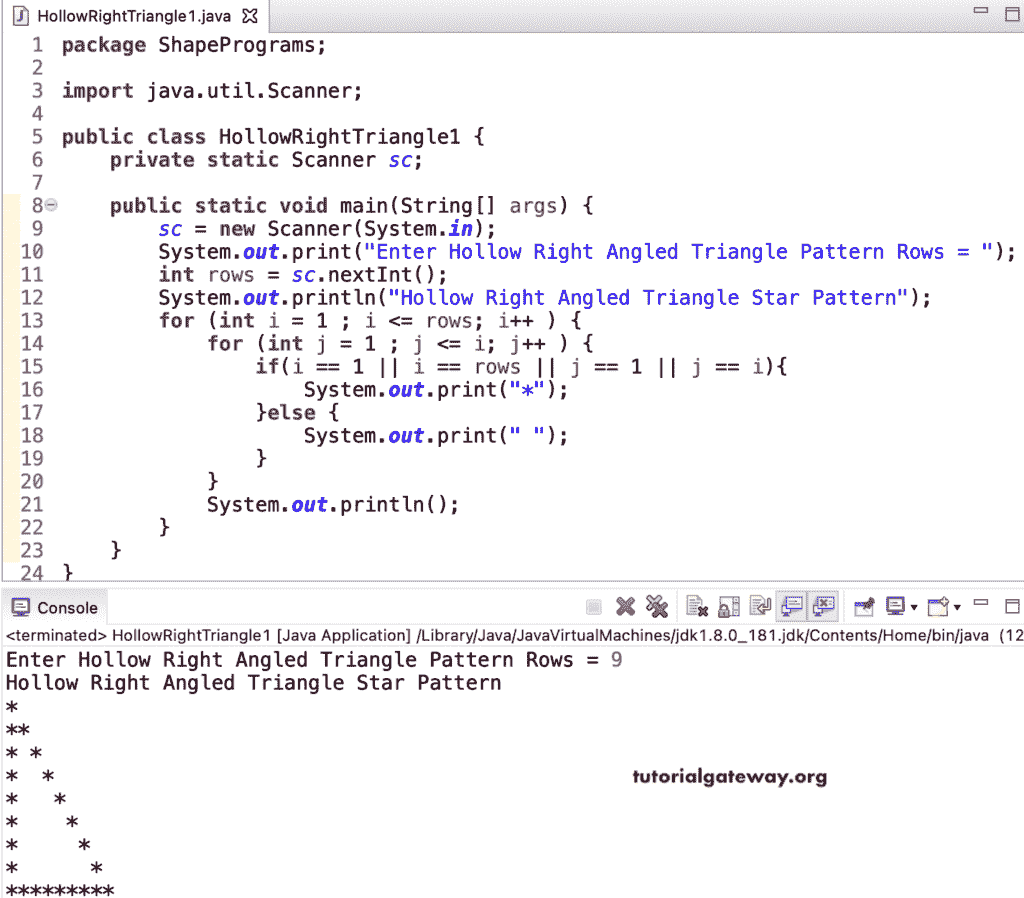 HollowRightTriangle1.java
1 package ShapePrograms;
2
3 import java.util.Scanner;
4
5 public class HollowRightTriangle1 {
6     private static Scanner sc;
7
8     public static void main(String[] args) {
9         sc = new Scanner(System.in);
10         System.out.print("Enter Hollow Right Angled Triangle Pattern Rows = ");
11         int rows = sc.nextInt();
12         System.out.println("Hollow Right Angled Triangle Star Pattern");
13         for (int i = 1 ; i <= rows; i++ ) {
14             for (int j = 1 ; j <= i; j++ ) {
15                 if(i == 1 || i == rows || j == 1 || j == i){
16                     System.out.print("*");
17                 }else {
18                     System.out.print(" ");
19                 }
20             }
21             System.out.println();
22         }
23     }
24 }
Console
<terminated> HollowRightTriangle1 [Java Application] /Library/Java/JavaVirtualMachines/jdk1.8.0_181.jdk/Contents/Home/bin/java (12
Enter Hollow Right Angled Triangle Pattern Rows = 9
Hollow Right Angled Triangle Star Pattern
*
**
* *
*  *
tutorialgateway.org
*   *
*    *
*     *
*      *
*********